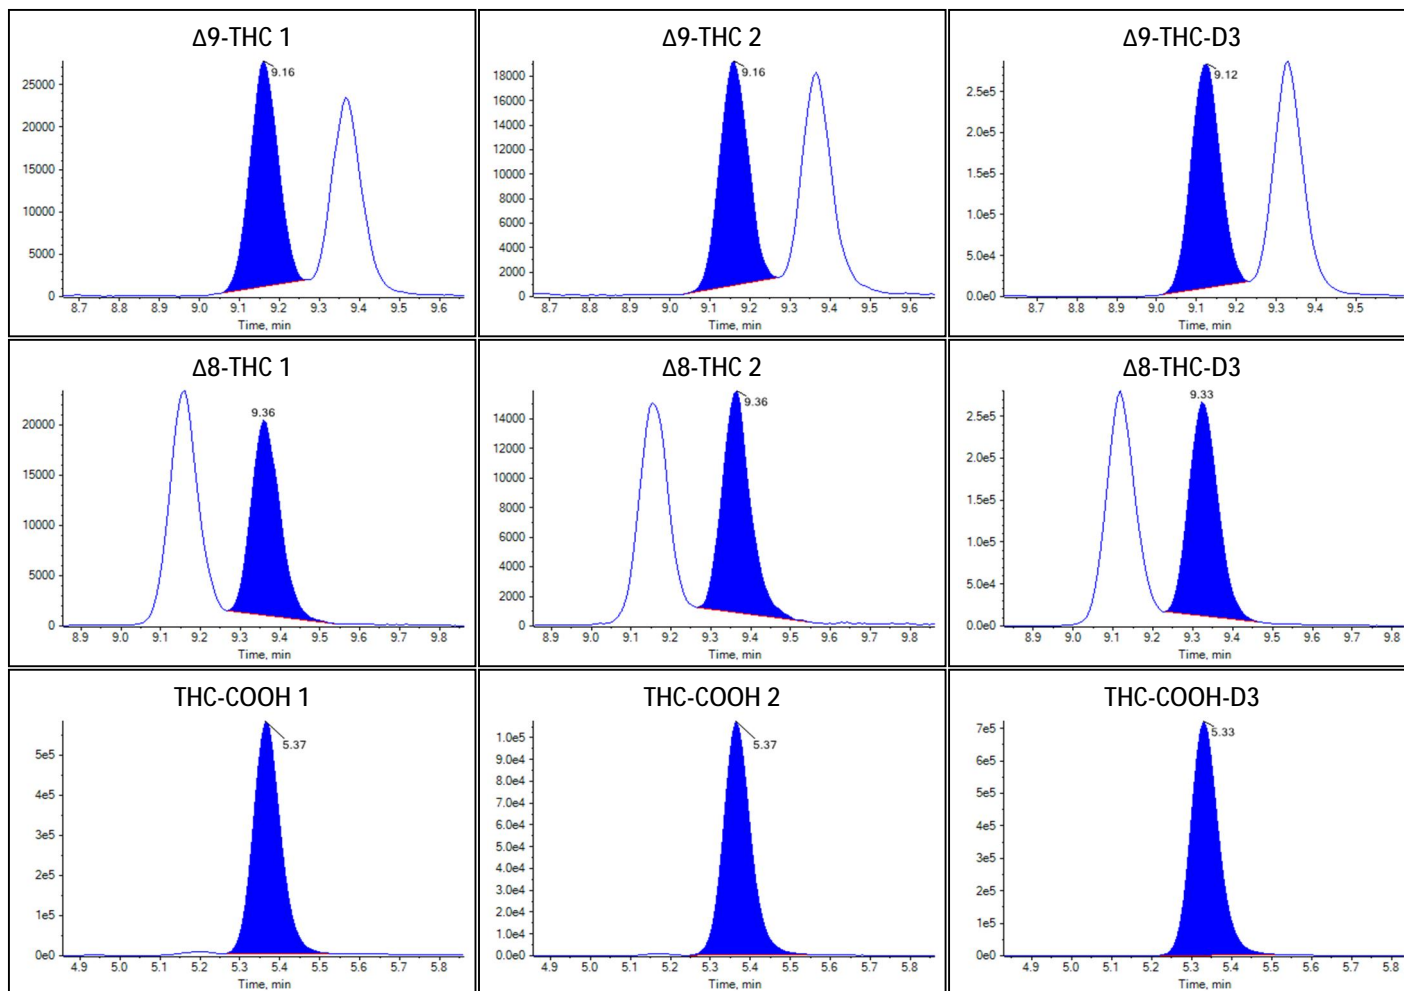 Δ9-THC 1
9.16
25000
20000
15000
10000
5000
0
8.7 8.8 8.9 9.0 9.1 9.2 9.3 9.4 9.5 9.6
Time, min
Δ9-THC 2
9.16
18000
16000
14000
12000
10000
8000
6000
4000
2000
0
8.7 8.8 8.9 9.0 9.1 9.2 9.3 9.4 9.5 9.6
Time, min
Δ9-THC-D3
9.12
2.5e5
2.0e5
1.5e5
1.0e5
5.0e4
0.0e0
8.7 8.8 8.9 9.0 9.1 9.2 9.3 9.4 9.5
Time, min
Δ8-THC 1
9.36
20000
15000
10000
5000
0
8.9 9.0 9.1 9.2 9.3 9.4 9.5 9.6 9.7 9.8
Time, min
Δ8-THC 2
9.36
14000
12000
10000
8000
6000
4000
2000
0
8.9 9.0 9.1 9.2 9.3 9.4 9.5 9.6 9.7 9.8
Time, min
Δ8-THC-D3
9.33
2.5e5
2.0e5
1.5e5
1.0e5
5.0e4
0.0e0
8.9 9.0 9.1 9.2 9.3 9.4 9.5 9.6 9.7 9.8
Time, min
THC-COOH 1
5.37
5e5
4e5
3e5
2e5
1e5
0e0
4.9 5.0 5.1 5.2 5.3 5.4 5.5 5.6 5.7 5.8
Time, min
THC-COOH 2
5.37
1.0e5
9.0e4
8.0e4
7.0e4
6.0e4
5.0e4
4.0e4
3.0e4
2.0e4
1.0e4
0.0e0
4.9 5.0 5.1 5.2 5.3 5.4 5.5 5.6 5.7 5.8
Time, min
THC-COOH-D3
5.33
7e5
6e5
5e5
4e5
3e5
2e5
1e5
0e0
4.9 5.0 5.1 5.2 5.3 5.4 5.5 5.6 5.7 5.8
Time, min